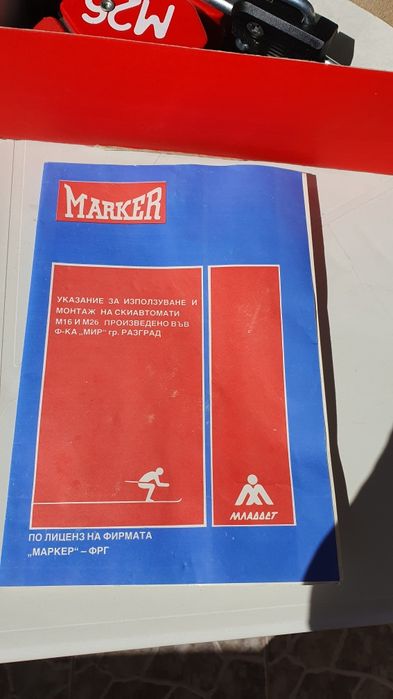 M26
MARKER
УКАЗАНИЕ ЗА ИЗПОЛЗУВАНЕ И
МОНТАЖ НА СКИАВТОМАТИ
М16 И М26 ПРОИЗВЕДЕНО ВЪВ
Ф-КА „МИР" гр. РАЗГРАД
МЛАДОСТ
ПО ЛИЦЕНЗ НА ФИРМАТА
„МАРКЕР" – ФРГ